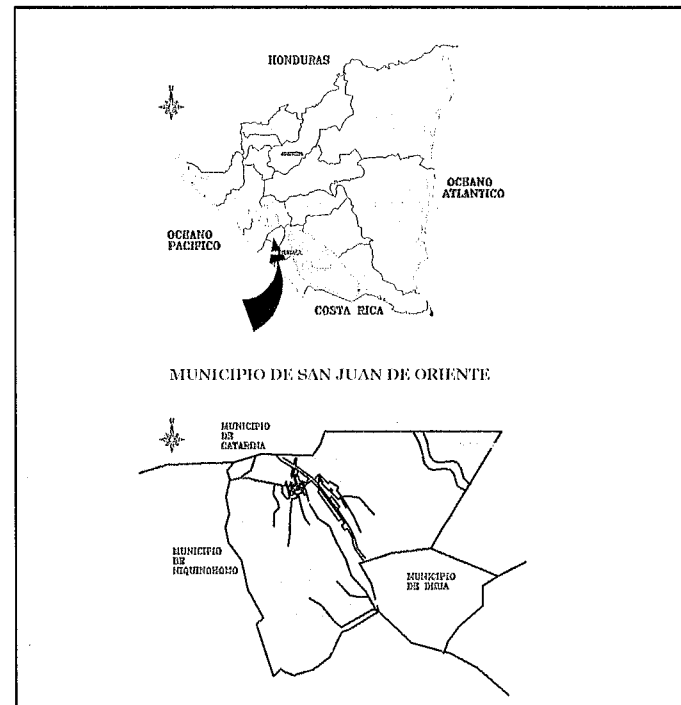 HONDURAS
OCEANO
ATLANTICO
OCEANO
PACIFICO
COSTA RICA
MUNICIPIO DE SAN JUAN DE ORIENTE
MUNICIPIO
DE
CATARINA
MUNICIPIO
DE
NIQUINOHOMO
MUNICIPIO
DE DIRIA